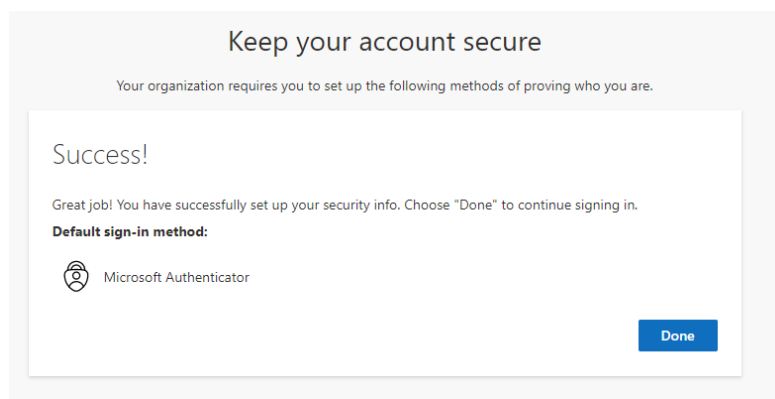 Keep your account secure
Your organization requires you to set up the following methods of proving who you are.
Success!
Great job! You have successfully set up your security info. Choose "Done" to continue signing in.
Default sign-in method:
Microsoft Authenticator
Done